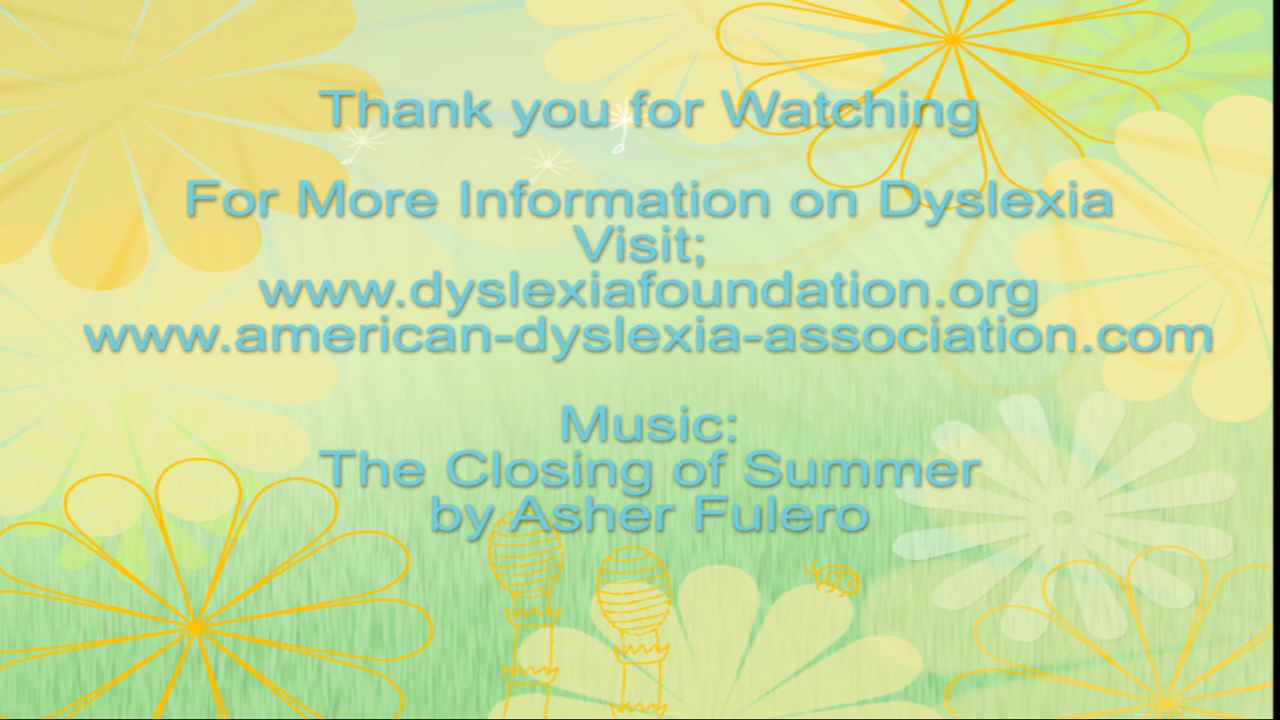 Thank you for Watching
For More Information on Dyslexia
Visit;
www.dyslexiafoundation.org
www.american-dyslexia-association.com
Music:
The Closing of Summer
by Asher Fulero